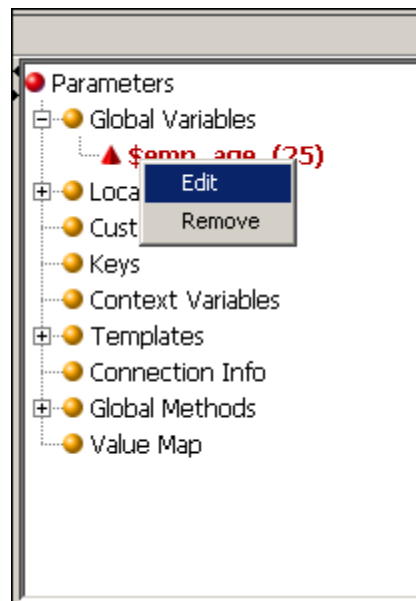 Parameters
Global Variables
$emp_age (25)
Edit
Loca
Remove
Cust
Keys
Context Variables
Templates
Connection Info
Global Methods
Value Map